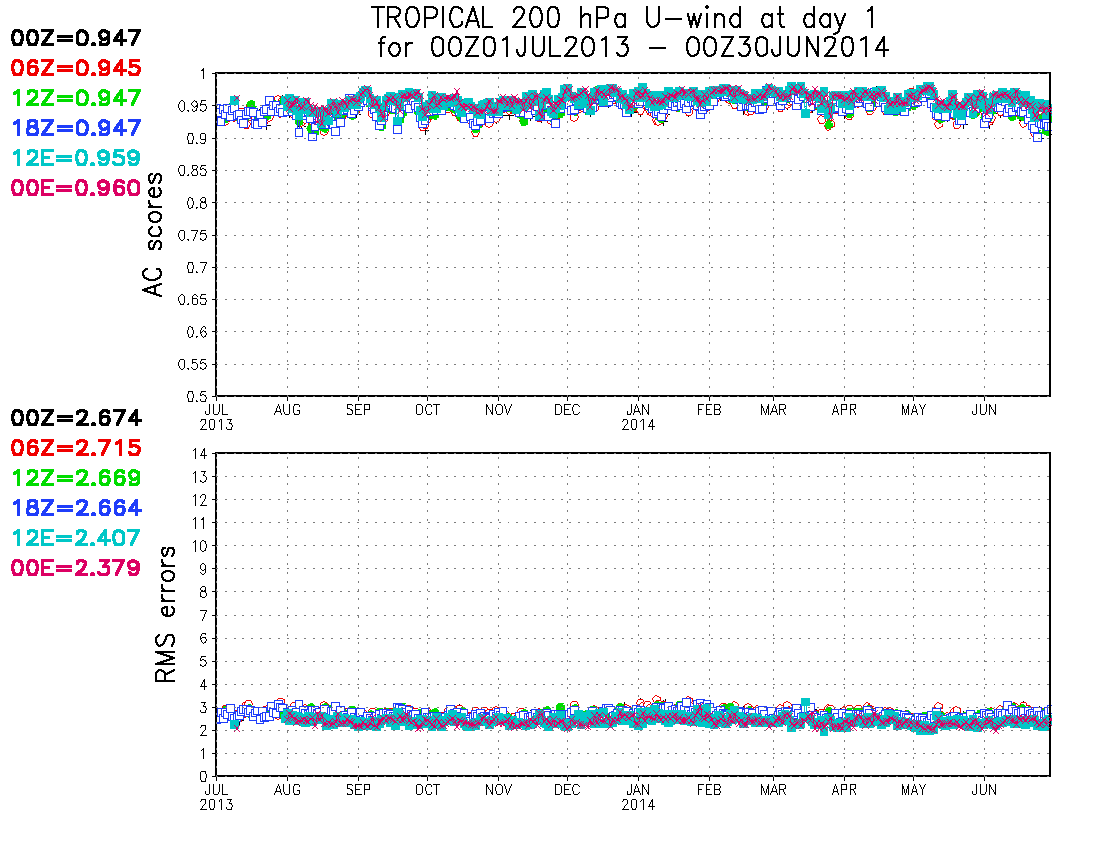 TROPICAL 200 hPa U-wind at day 1
for 00Z01JUL2013 - 00Z30JUN2014
00Z=0.947
06Z=0.945
12Z=0.947
18Z=0.947
12E=0.959
00E=0.960
AC scores
1
0.95
0.9
0.85
0.8
0.75
0.7
0.65
0.6
0.55
0.5
JUL AUG SEP OCT NOV DEC JAN FEB MAR APR MAY JUN
2013 2014
00Z=2.674
06Z=2.715
12Z=2.669
18Z=2.664
12E=2.407
00E=2.379
RMS errors
14
13
12
11
10
9
8
7
6
5
4
3
2
1
0
JUL AUG SEP OCT NOV DEC JAN FEB MAR APR MAY JUN
2013 2014